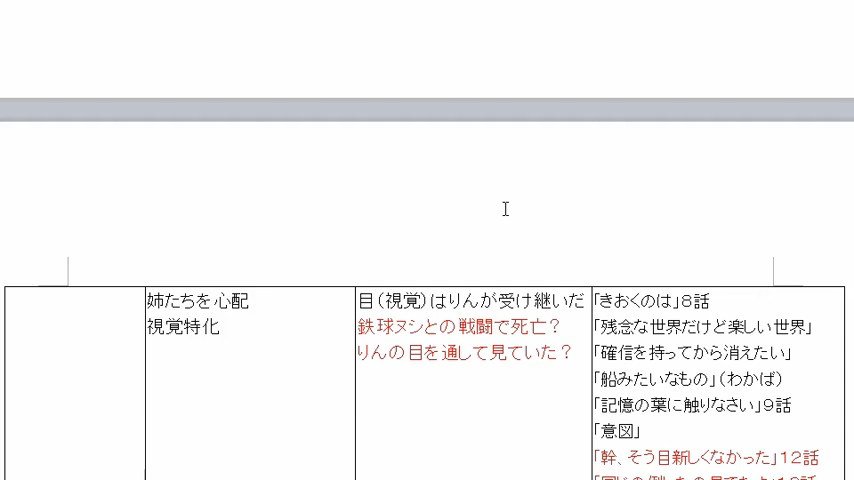 姉たちを心配
視覚特化
目（視覚）はりんが受け継いだ
鉄球ヌシとの戦闘で死亡？
りんの目を通して見ていた？
「きおくのは」８話
「残念な世界だけど楽しい世界」
「確信を持ってから消えたい」
「船みたいなもの」（わかば）
「記憶の葉に触りなさい」９話
「意図」
「幹、そう目新しくなかった」１２話